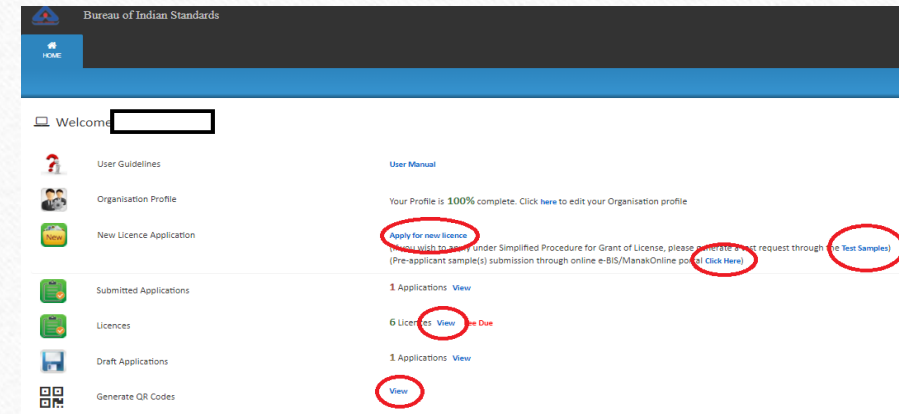 Bureau of Indian Standards
HOME
Welcome
User Guidelines
User Manual
Organisation Profile
Your Profile is 100% complete. Click here to edit your Organisation profile
New
New Licence Application
Apply for new licence
(If you wish to apply under Simplified Procedure for Grant of License, please generate a test request through the Test Samples)
(Pre-applicant sample(s) submission through online e-BIS/ManakOnline portal Click Here)
Submitted Applications
1 Applications View
Licences
6 Licences View Fee Due
Draft Applications
1 Applications View
Generate QR Codes
View